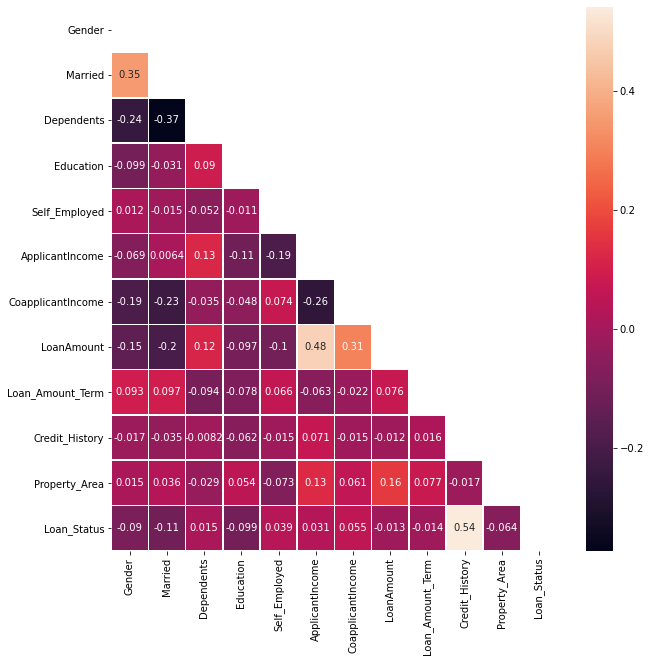 Gender
Married 0.35
Dependents -0.24 -0.37
Education -0.099 -0.031 0.09
Self_Employed 0.012 -0.015 -0.052 -0.011
ApplicantIncome -0.069 0.0064 0.13 -0.11 -0.19
CoapplicantIncome -0.19 -0.23 -0.035 -0.048 0.074 -0.26
LoanAmount -0.15 -0.2 0.12 -0.097 -0.1 0.48 0.31
Loan_Amount_Term 0.093 0.097 -0.094 -0.078 0.066 -0.063 -0.022 0.076
Credit_History -0.017 -0.035 -0.0082 -0.062 -0.015 0.071 -0.015 -0.012 0.016
Property_Area 0.015 0.036 -0.029 0.054 -0.073 0.13 0.061 0.16 0.077 -0.017
Loan_Status -0.09 -0.11 0.015 -0.099 0.039 0.031 0.055 -0.013 -0.014 0.54 -0.064
Gender
Married
Dependents
Education
Self_Employed
ApplicantIncome
CoapplicantIncome
LoanAmount
Loan_Amount_Term
Credit_History
Property_Area
Loan_Status
0.4
0.2
0.0
-0.2